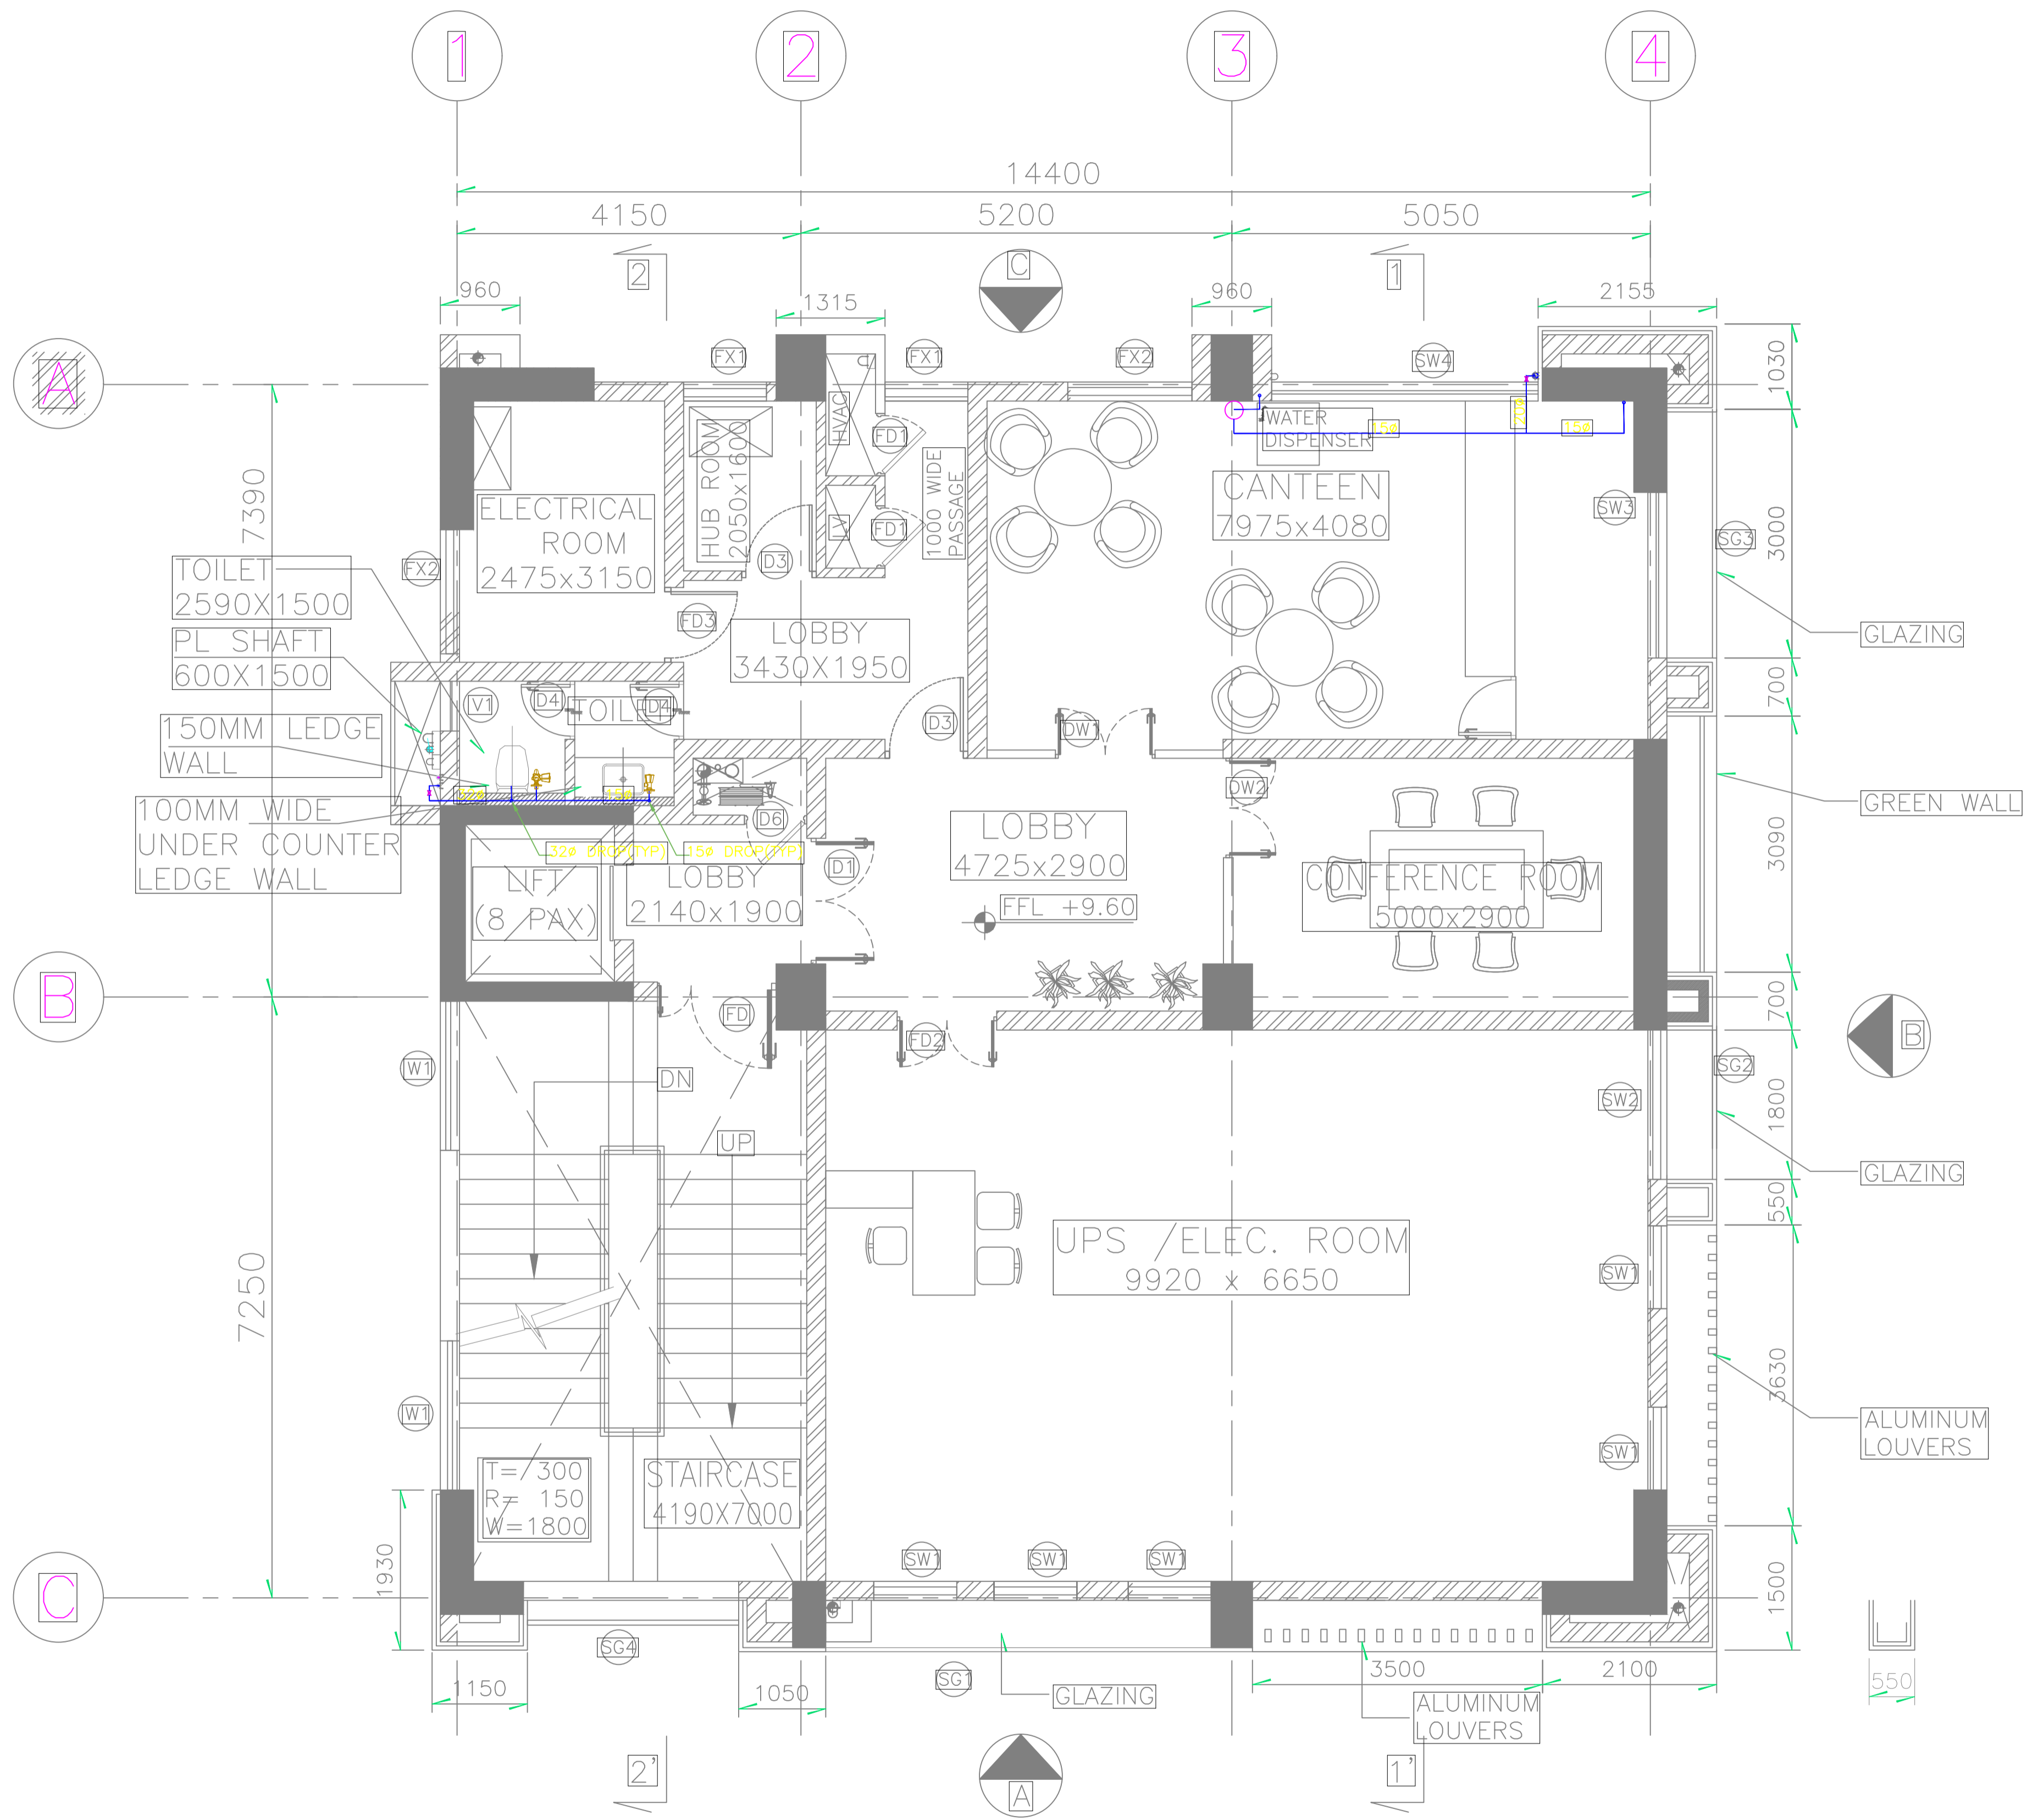 1
2
3
4
14400
4150
5200
5050
2
C
1
960
1315
960
2155
FX1
FX1
FX2
SW4
1030
A
HVAC
FD1
WATER
DISPENSER
15ø
20ø
15ø
HUB ROOM
2050x1600
1000 WIDE
PASSAGE
7390
ELECTRICAL
ROOM
2475x3150
LV
FD1
CANTEEN
7975x4080
SW3
SG3
3000
D3
FX2
TOILET
2590X1500
FD3
LOBBY
3430X1950
GLAZING
PL SHAFT
600X1500
V1
D4
TOILET
D4
D3
DW1
700
150MM LEDGE
WALL
DW2
100MM WIDE
UNDER COUNTER
LEDGE WALL
15ø
D6
GREEN WALL
32ø DROP(TYP)
15ø DROP(TYP)
D1
LOBBY
4725x2900
3090
LIFT
(8 PAX)
LOBBY
2140x1900
FFL +9.60
CONFERENCE ROOM
5000x2900
B
FD
FD2
700
B
W1
DN
SW2
SG2
1800
UP
GLAZING
550
7250
UPS /ELEC. ROOM
9920 x 6650
SW1
3630
W1
SW1
ALUMINUM
LOUVERS
T= 300
R= 150
W=1800
STAIRCASE
4190X7000
1930
SW1
SW1
SW1
C
1500
SG4
SG1
1150
1050
GLAZING
3500
2100
550
ALUMINUM
LOUVERS
2'
A
1'